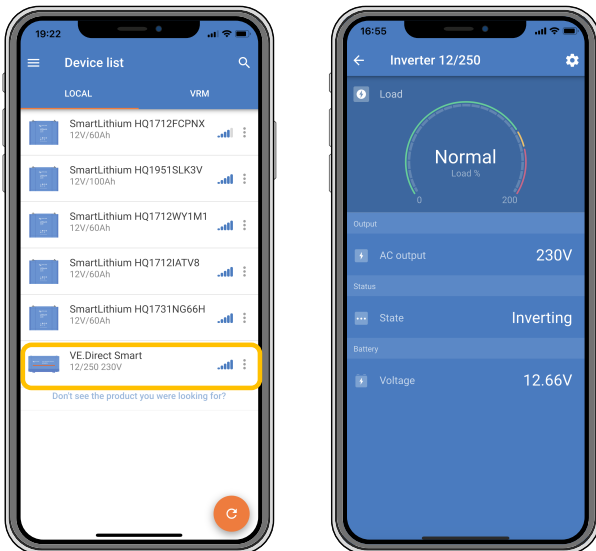 19:22
Device list
LOCAL VRM
SmartLithium HQ1712FCPNX
12V/60Ah
SmartLithium HQ1951SLK3V
12V/100Ah
SmartLithium HQ1712WY1M1
12V/60Ah
SmartLithium HQ1712IATV8
12V/60Ah
SmartLithium HQ1731NG66H
12V/60Ah
VE.Direct Smart
12/250 230V
Don't see the product you were looking for?
16:55
Inverter 12/250
Load
Normal
Load %
0 200
Output
AC output 230V
Status
State Inverting
Battery
Voltage 12.66V